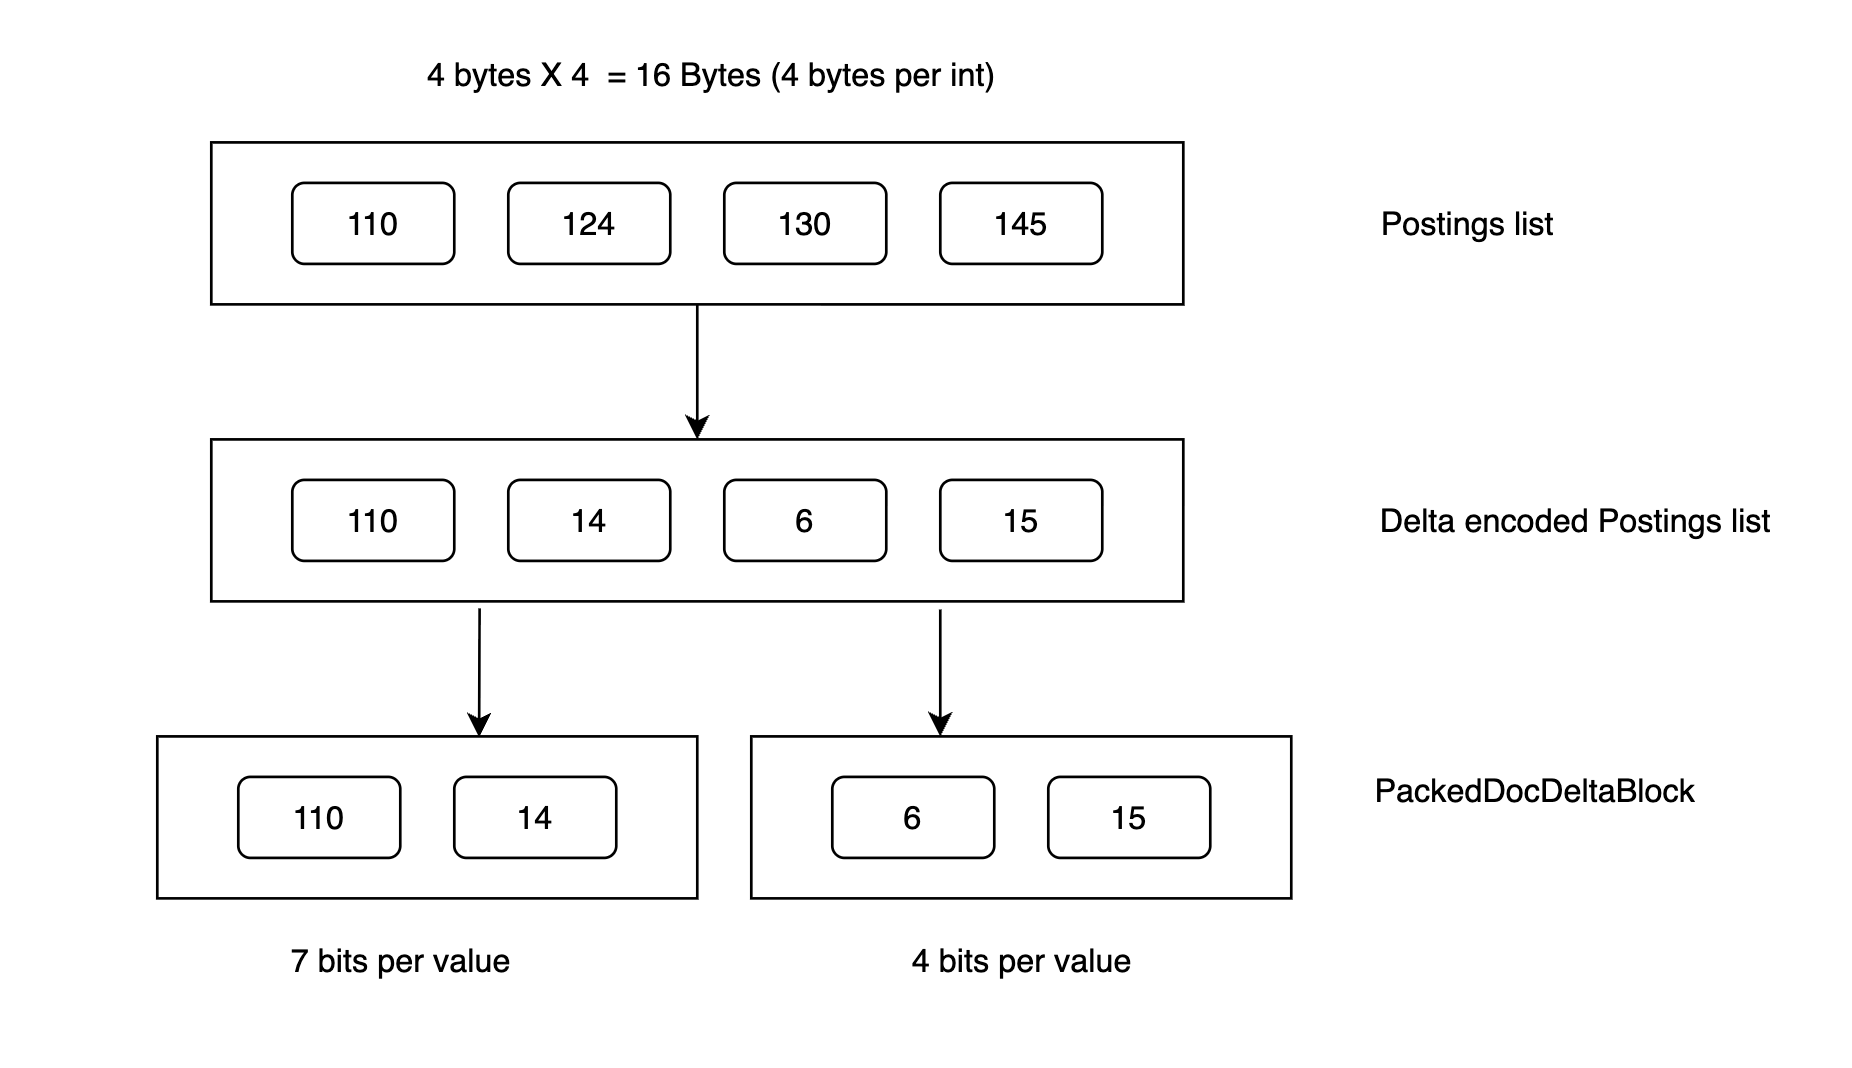 4 bytes X 4  = 16 Bytes (4 bytes per int)
110 124 130 145 Postings list
110 14 6 15 Delta encoded Postings list
PackedDocDeltaBlock
110 14 6 15
7 bits per value 4 bits per value